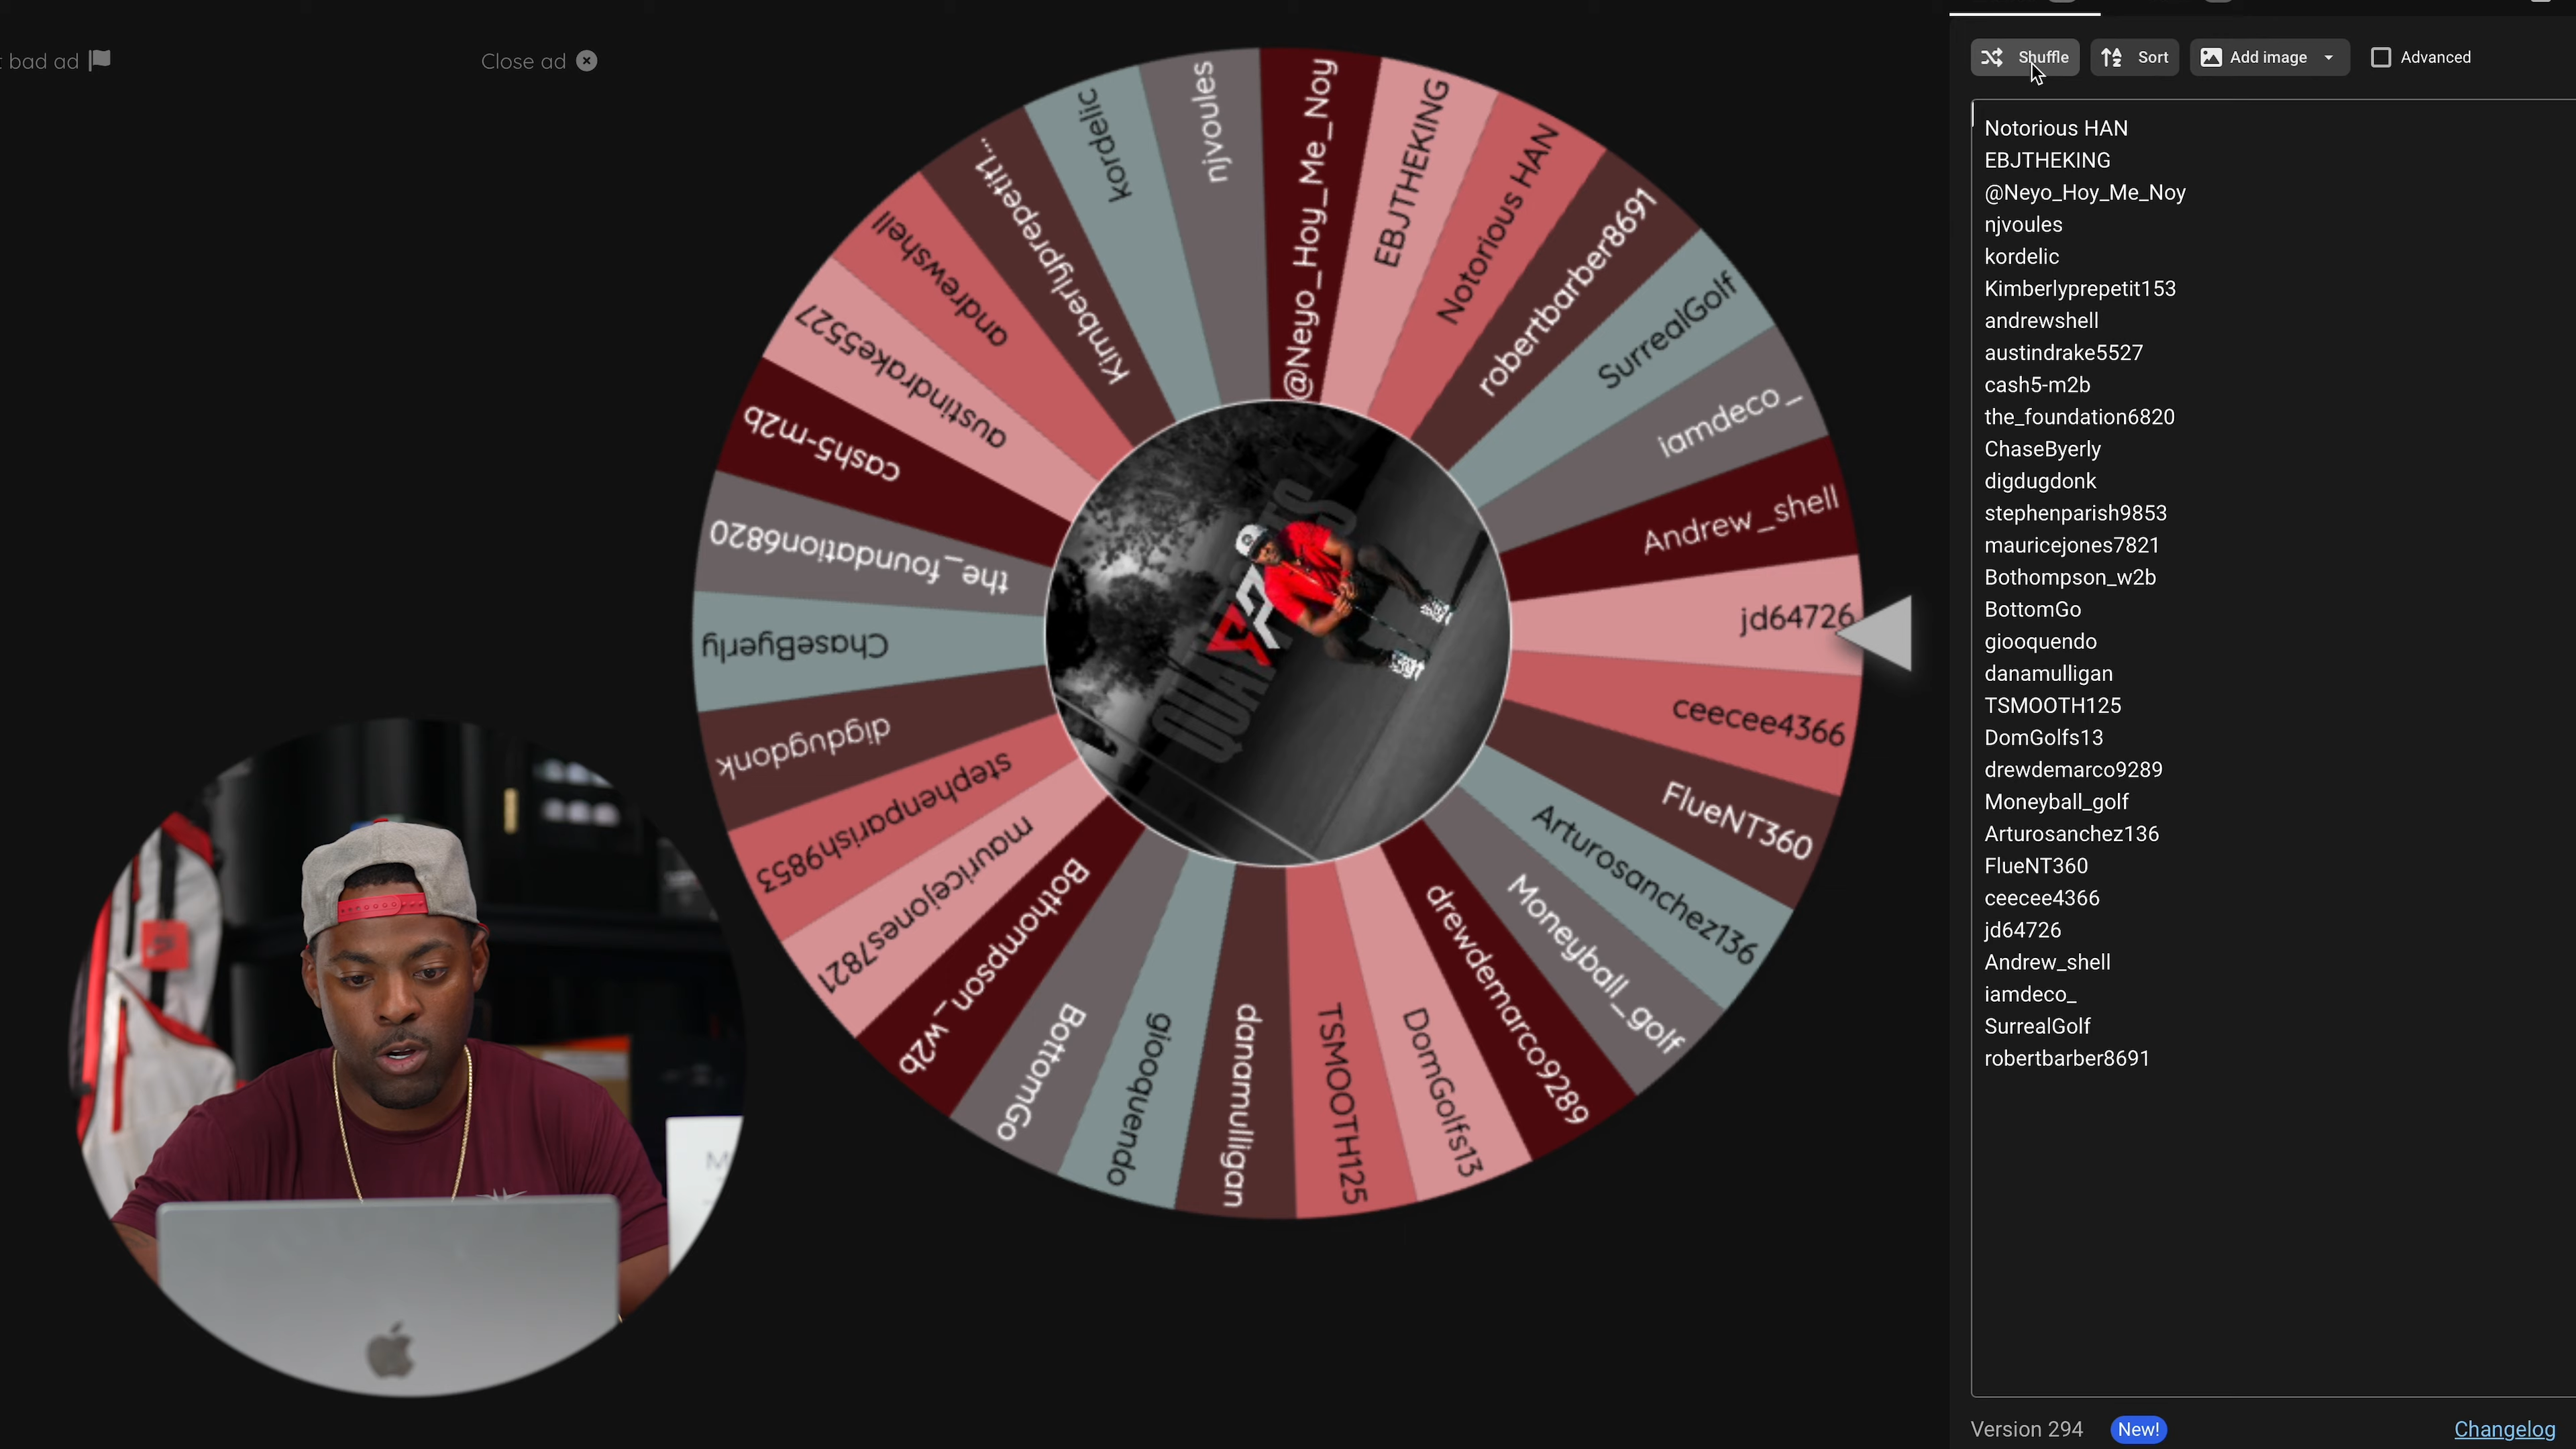 bad ad
Close ad
Shuffle
Sort
Add image
Advanced
Notorious HAN
EBJTHEKING
@Neyo_Hoy_Me_Noy
njvoules
kordelic
Kimberlyprepetit153
andrewshell
austindrake5527
cash5-m2b
the_foundation6820
ChaseByerly
digdugdonk
stephenparish9853
mauricejones7821
Bothompson_w2b
BottomGo
giooquendo
danamulligan
TSMOOTH125
DomGolfs13
drewdemarco9289
Moneyball_golf
Arturosanchez136
FlueNT360
ceecee4366
jd64726
Andrew_shell
iamdeco_
SurrealGolf
robertbarber8691
@Neyo_Hoy_Me_Noy
EBJTHEKING
Notorious HAN
robertbarber8691
SurrealGolf
iamdeco_
Andrew_shell
jd64726
ceecee4366
FlueNT360
Arturosanchez136
Moneyball_golf
drewdemarco9289
DomGolfs13
TSMOOTH125
danamulligan
giooquendo
BottomGo
Bothompson_w2b
mauricejones7821
stephenparish9853
digdugdonk
ChaseByerly
the_foundation6820
cash5-m2b
austindrake5527
andrewshell
Kimberlyprepetit1...
kordelic
njvoules
Version 294
New!
Changelog